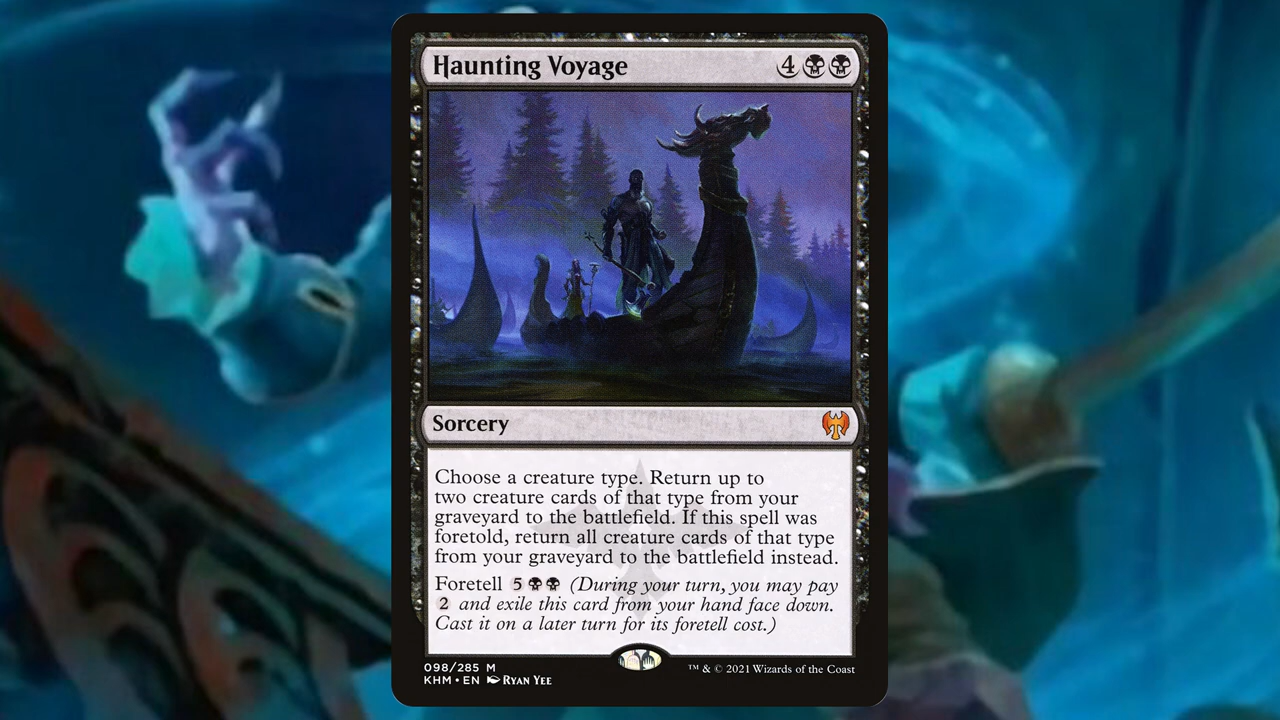 Haunting Voyage 4
Sorcery
Choose a creature type. Return up to
two creature cards of that type from your
graveyard to the battlefield. If this spell was
foretold, return all creature cards of that type
from your graveyard to the battlefield instead.
Foretell 5 (During your turn, you may pay
2 and exile this card from your hand face down.
Cast it on a later turn for its foretell cost.)
098/285 M
KHM • EN Ryan Yee
™ & © 2021 Wizards of the Coast